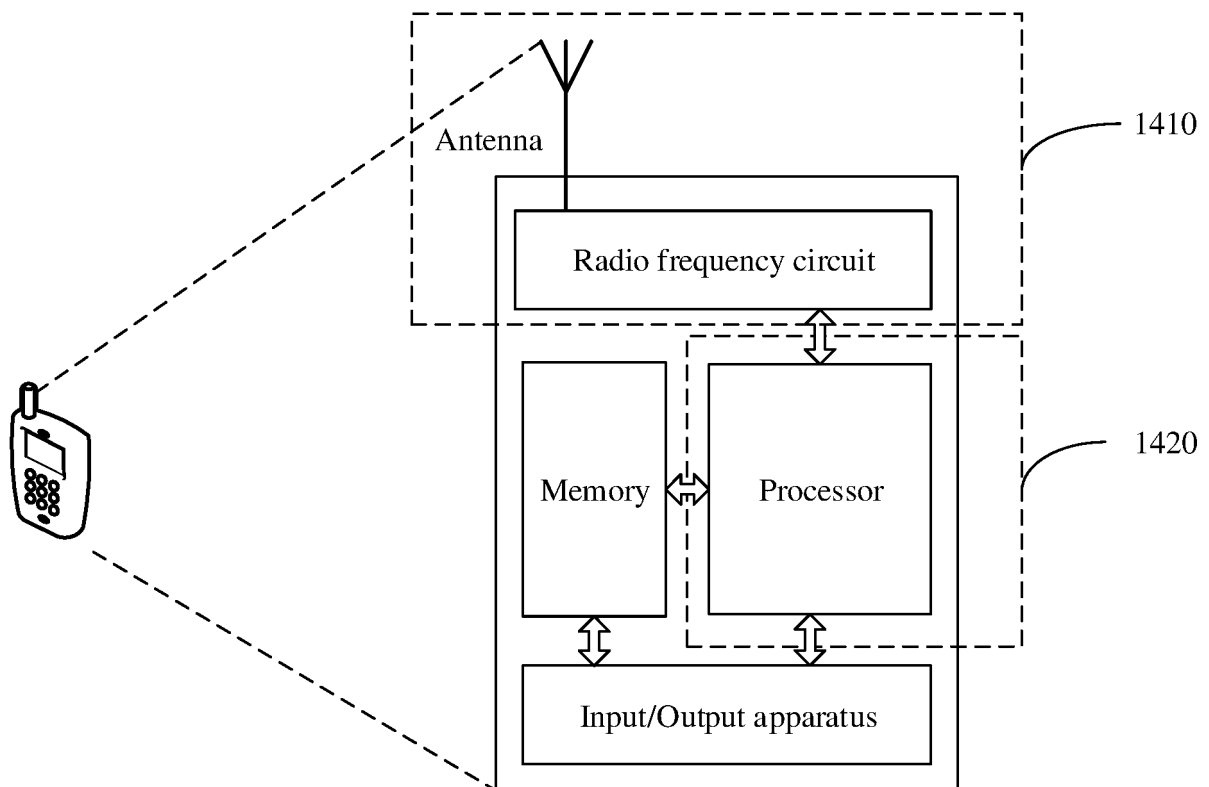 1410
Antenna
Radio frequency circuit
1420
Memory
Processor
Input/Output apparatus